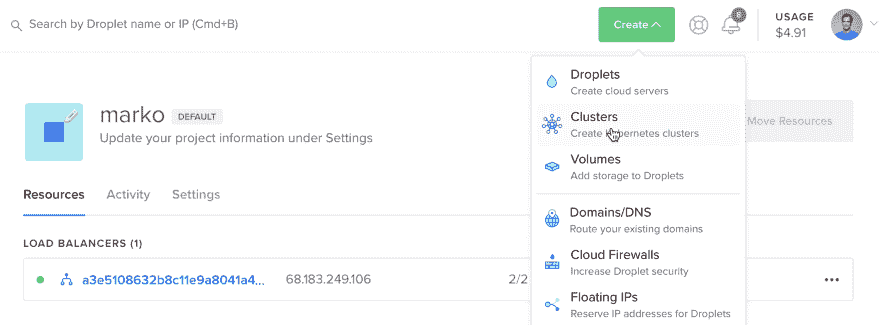 Search by Droplet name or IP (Cmd+B)
Create
8
USAGE
$4.91
Droplets
Create cloud servers
Clusters
Create Kubernetes clusters
Volumes
Add storage to Droplets
Domains/DNS
Route your existing domains
Cloud Firewalls
Increase Droplet security
Floating IPs
Reserve IP addresses for Droplets
marko DEFAULT
Update your project information under Settings
Move Resources
Resources Activity Settings
LOAD BALANCERS (1)
a3e5108632b8c11e9a8041a4... 68.183.249.106 2/2